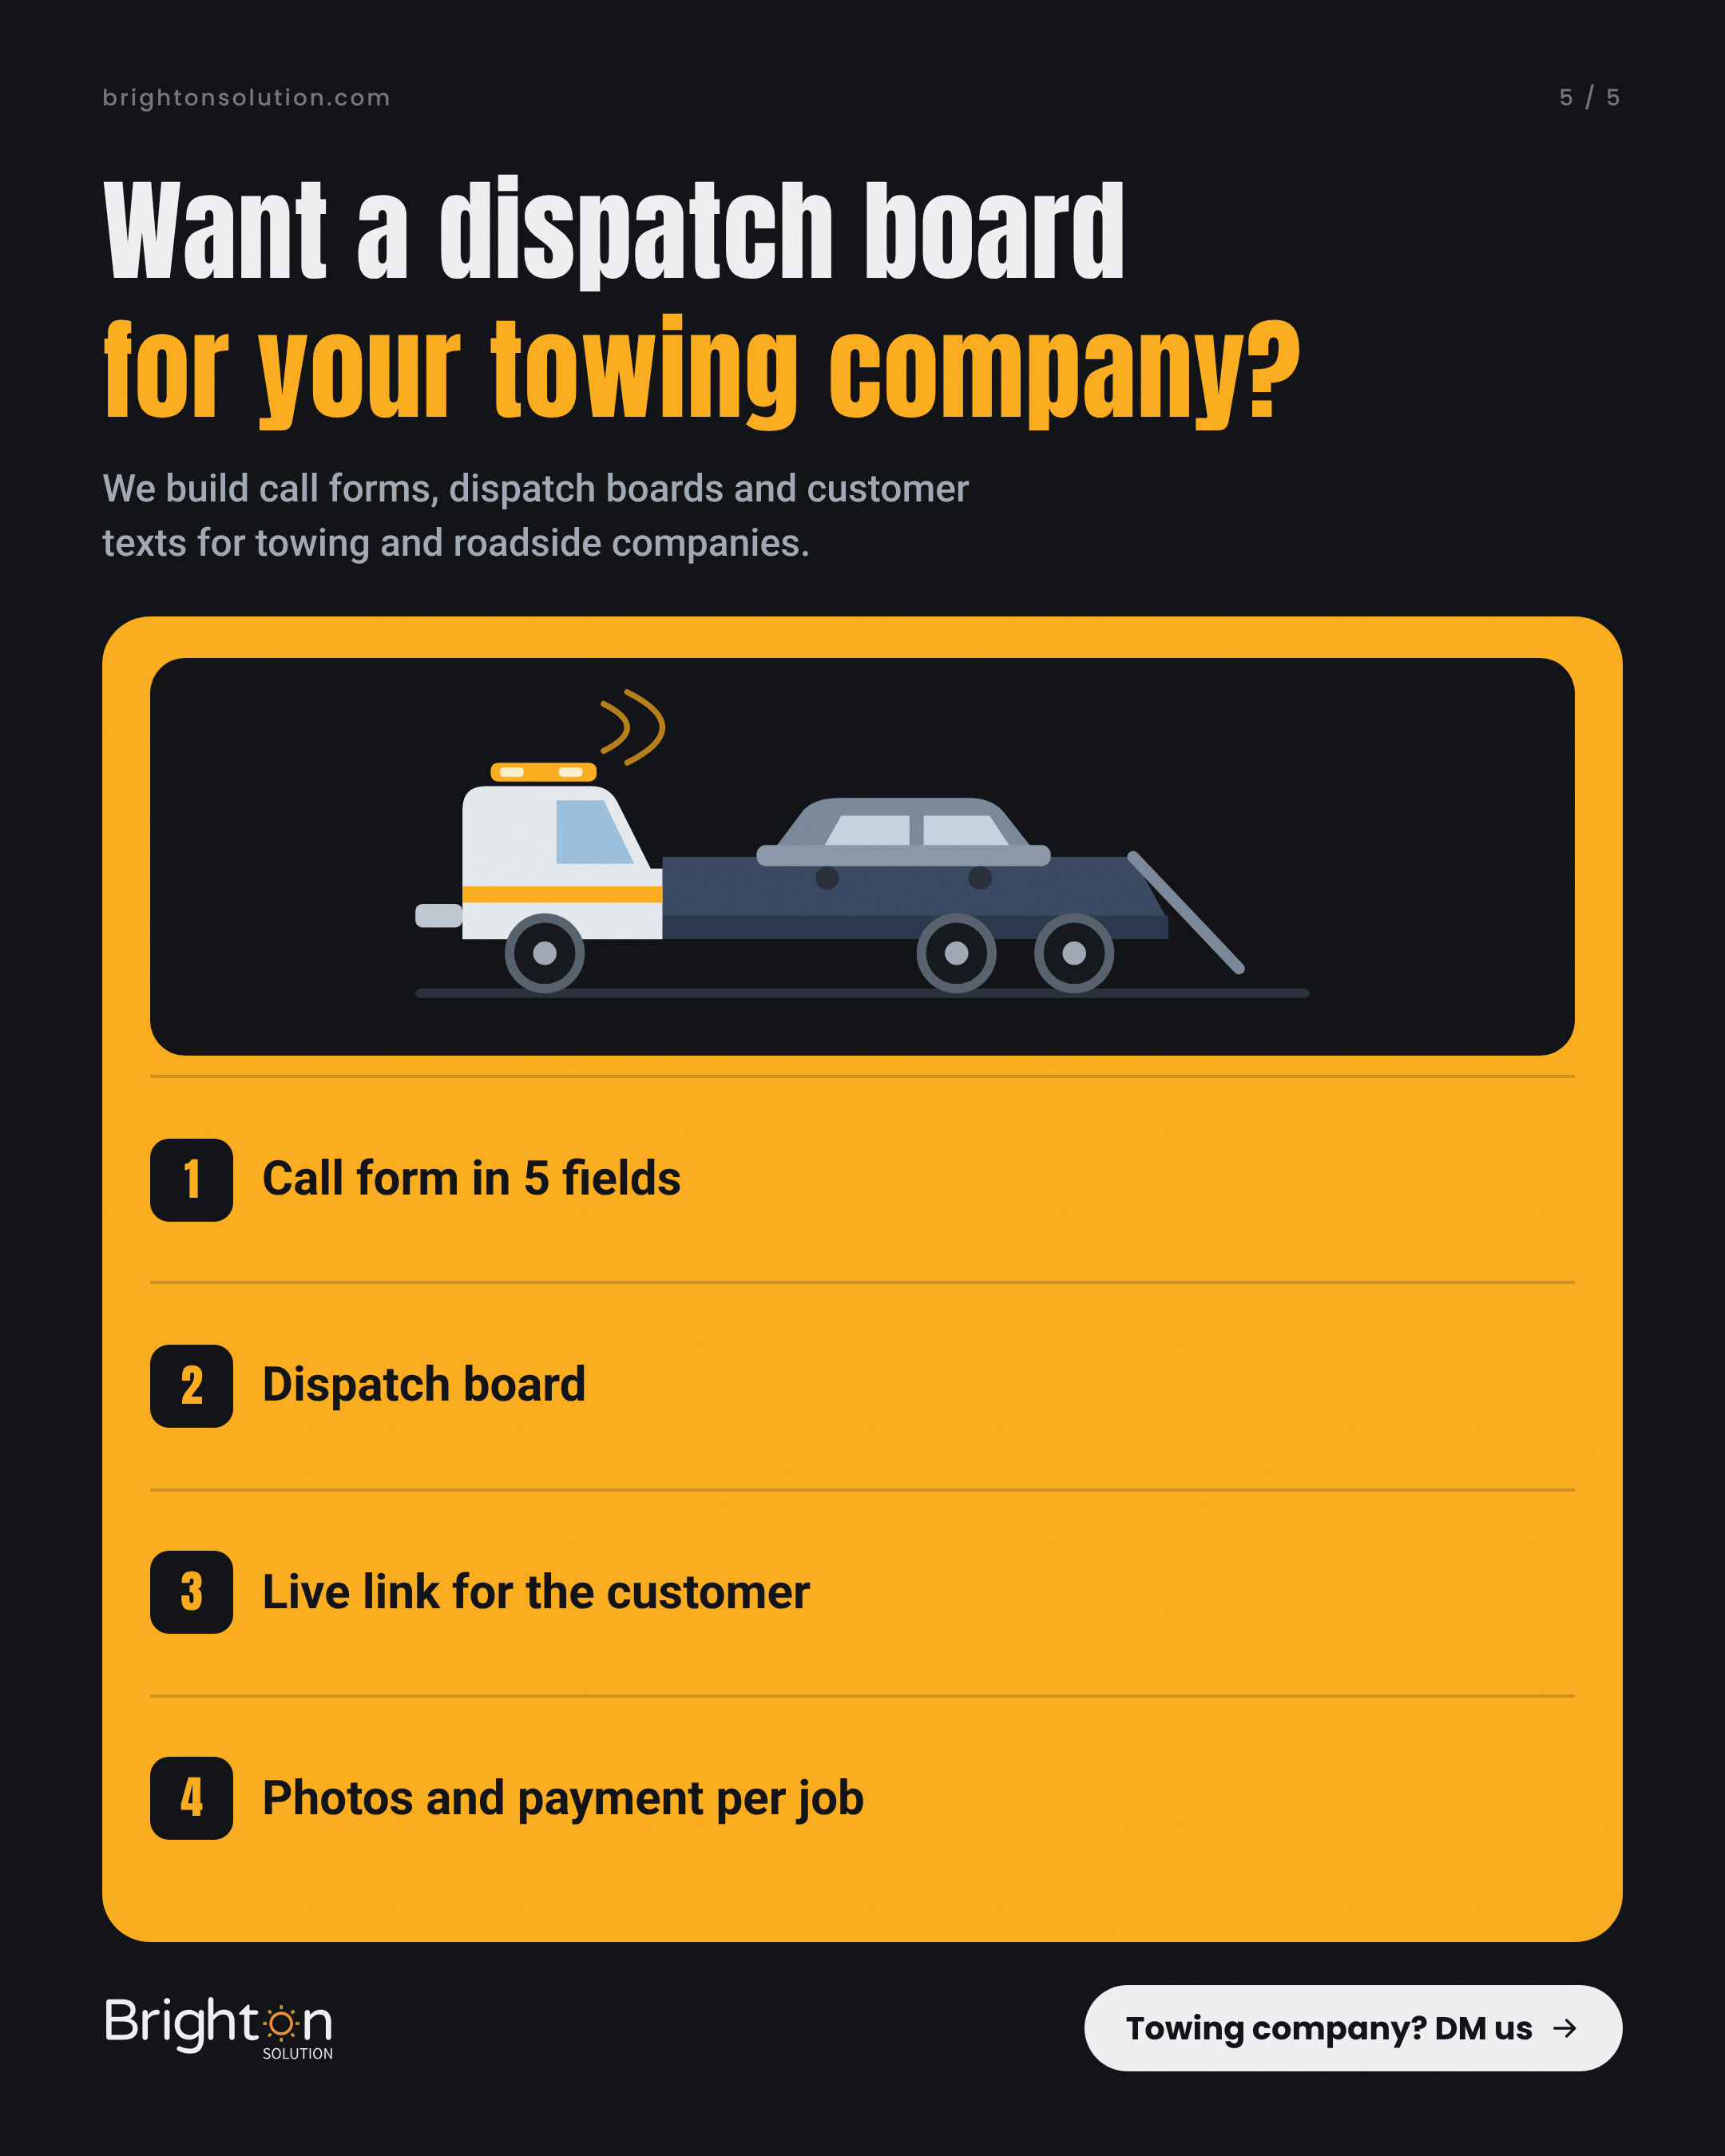 brightonsolution.com
5 / 5
Want a dispatch board
for your towing company?
We build call forms, dispatch boards and customer
texts for towing and roadside companies.
1 Call form in 5 fields
2 Dispatch board
3 Live link for the customer
4 Photos and payment per job
Brighton
SOLUTION
Towing company? DM us →